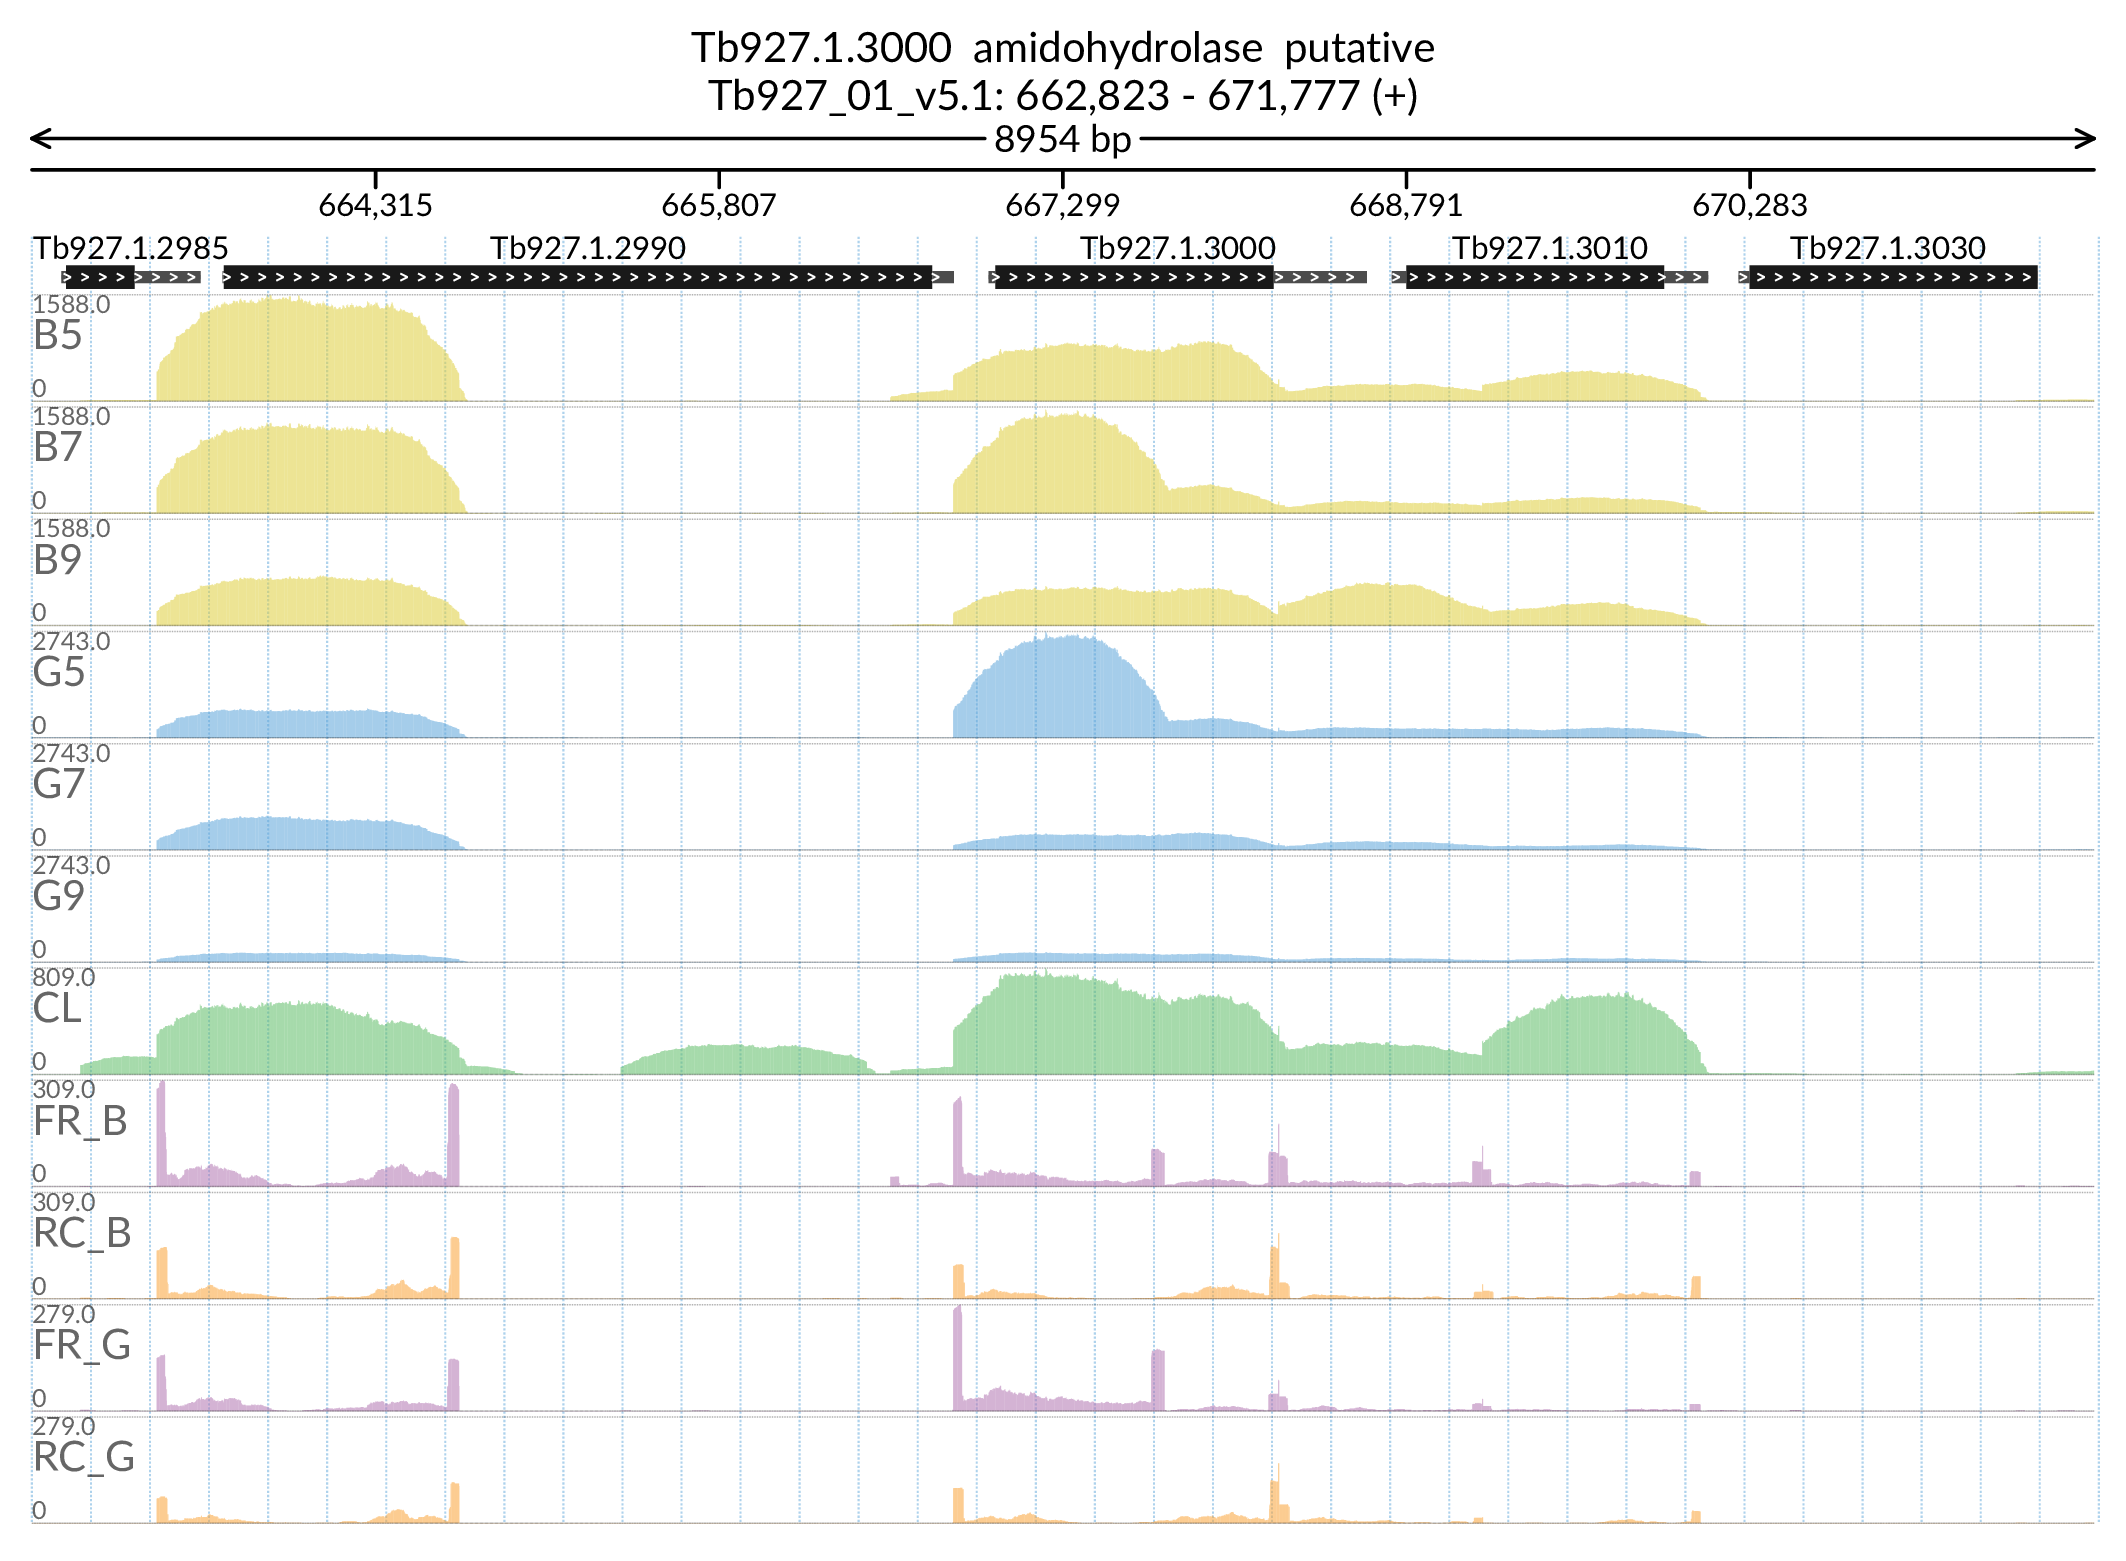 Tb927.1.3000 amidohydrolase putative
Tb927_01_v5.1: 662,823 - 671,777 (+)
8954 bp
664,315 665,807 667,299 668,791 670,283
Tb927.1.2985 Tb927.1.2990 Tb927.1.3000 Tb927.1.3010 Tb927.1.3030
1588.0
B5
0
1588.0
B7
0
1588.0
B9
0
2743.0
G5
0
2743.0
G7
0
2743.0
G9
0
809.0
CL
0
309.0
FR_B
0
309.0
RC_B
0
279.0
FR_G
0
279.0
RC_G
0